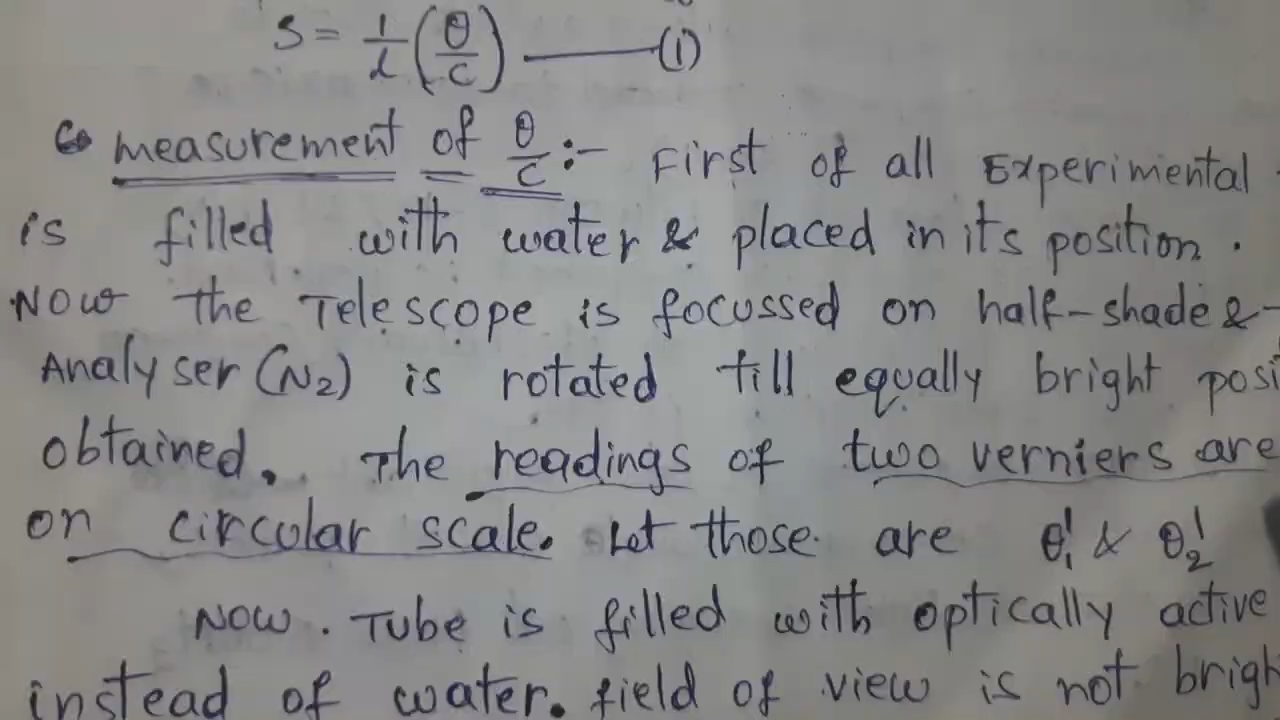 S = 1/l (θ/c) ——— (1)
measurement of θ/c :- First of all Experimental
is filled with water & placed in its position.
Now the Telescope is focussed on half-shade &
Analyser (N₂) is rotated till equally bright posi
obtained. The readings of two verniers are
on circular scale. Let those are θ₁' & θ₂'
Now. Tube is filled with optically active
instead of water. field of view is not brigh